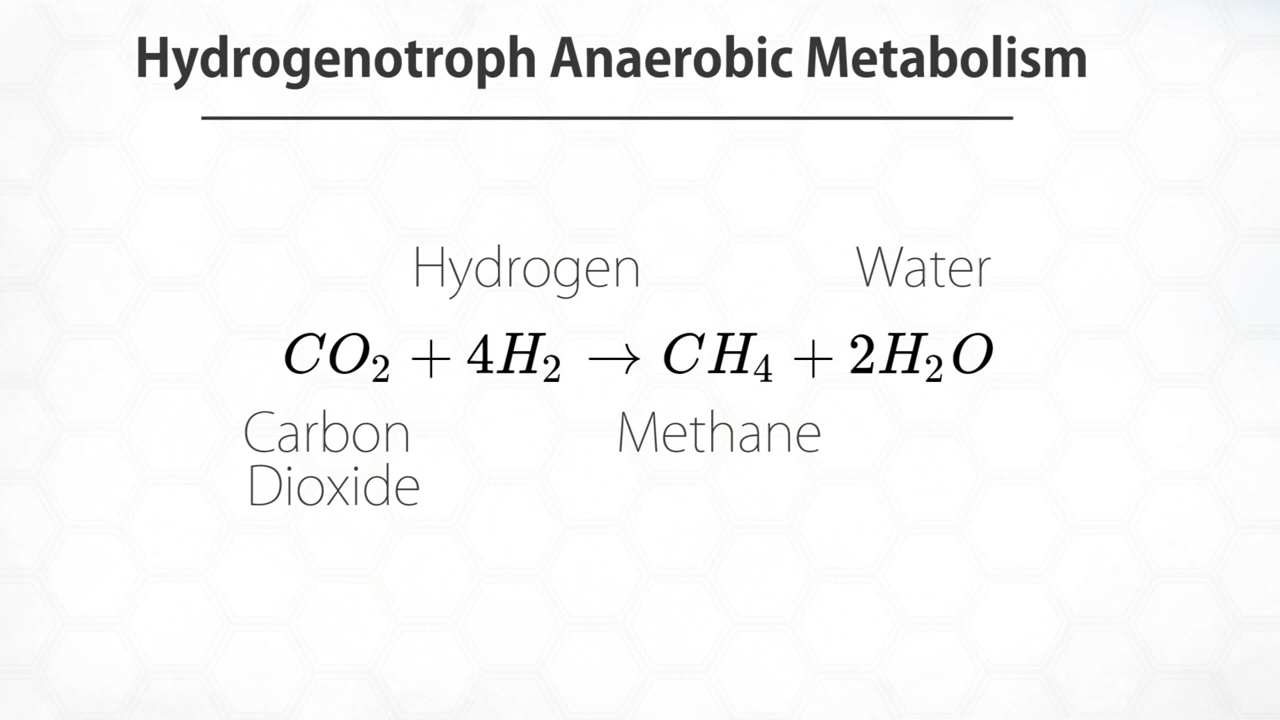 Hydrogenotroph Anaerobic Metabolism
Hydrogen Water
CO₂ + 4H₂ → CH₄ + 2H₂O
Carbon Methane
Dioxide